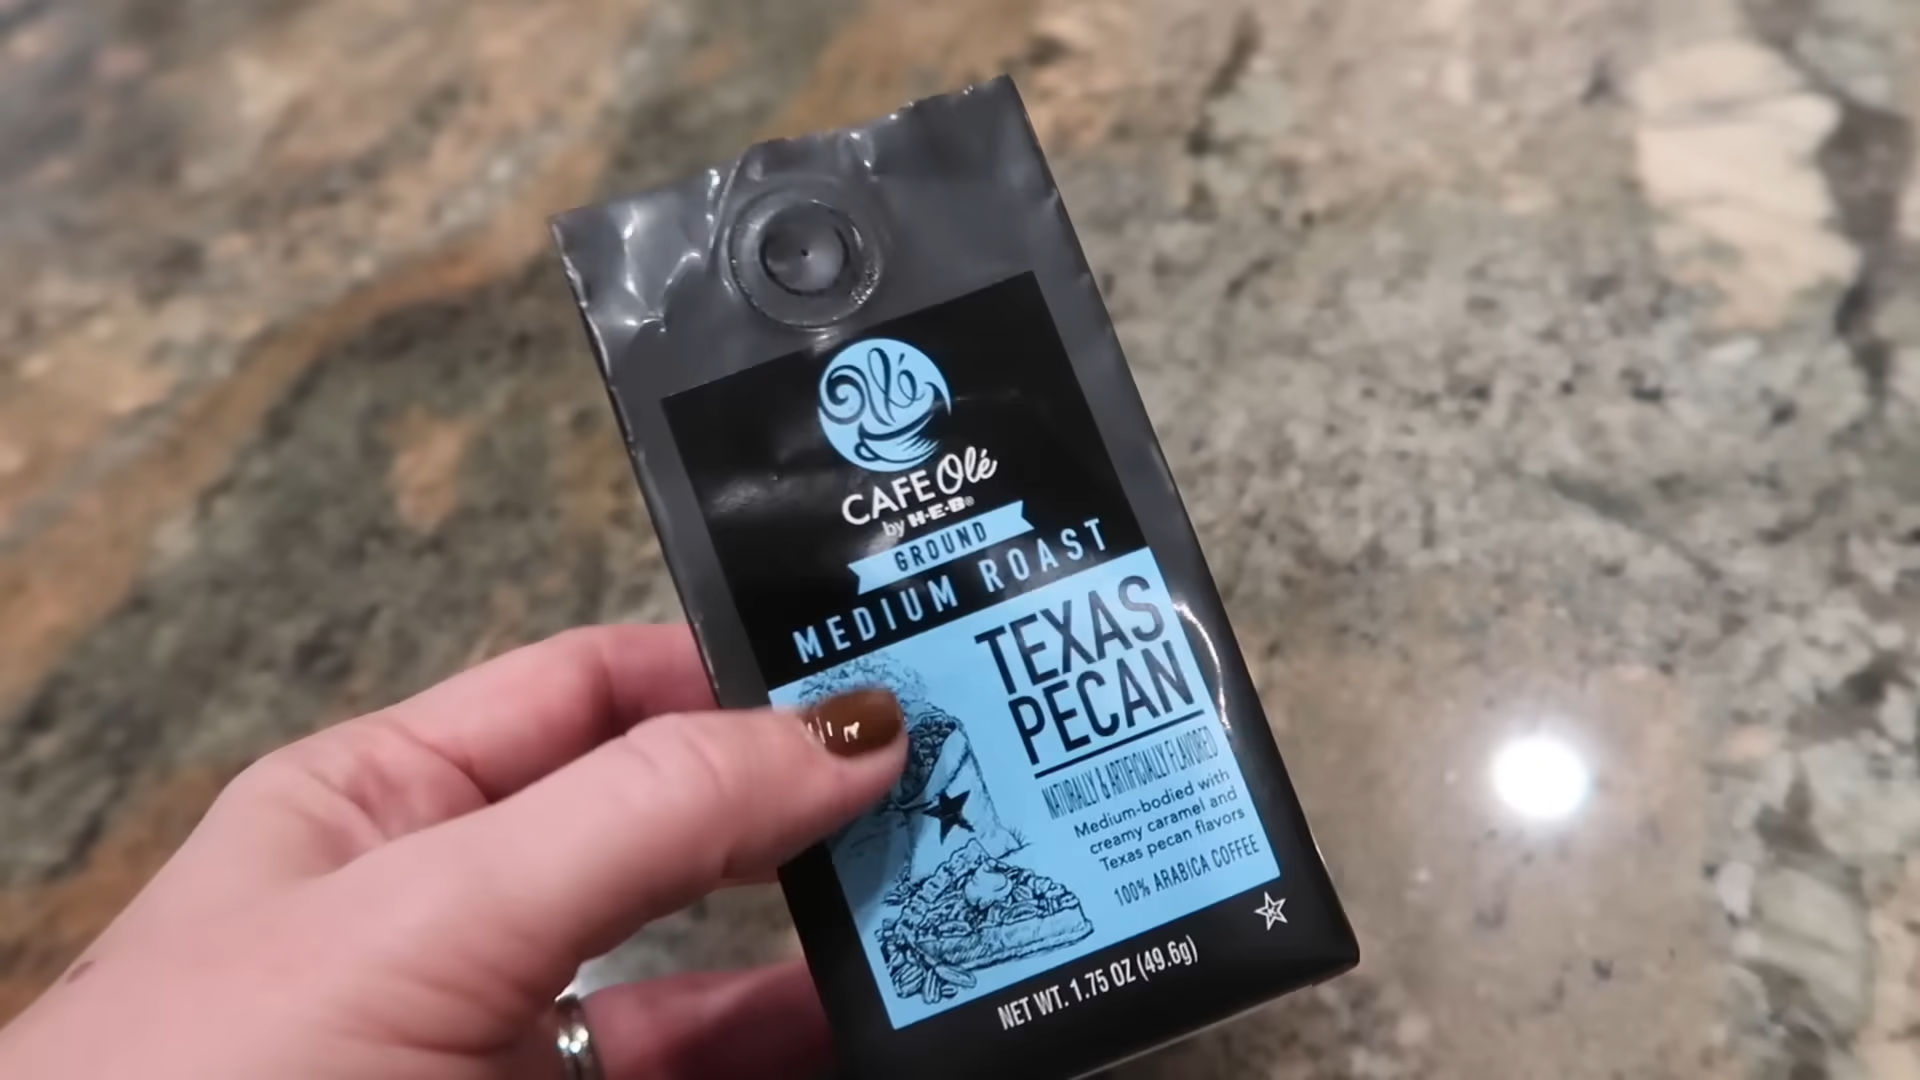 Olé
CAFE Olé
by H-E-B®
GROUND
MEDIUM ROAST
TEXAS
PECAN
NATURALLY & ARTIFICIALLY FLAVORED
Medium-bodied with
creamy caramel and
Texas pecan flavors
100% ARABICA COFFEE
K
NET WT. 1.75 OZ (49.6g)